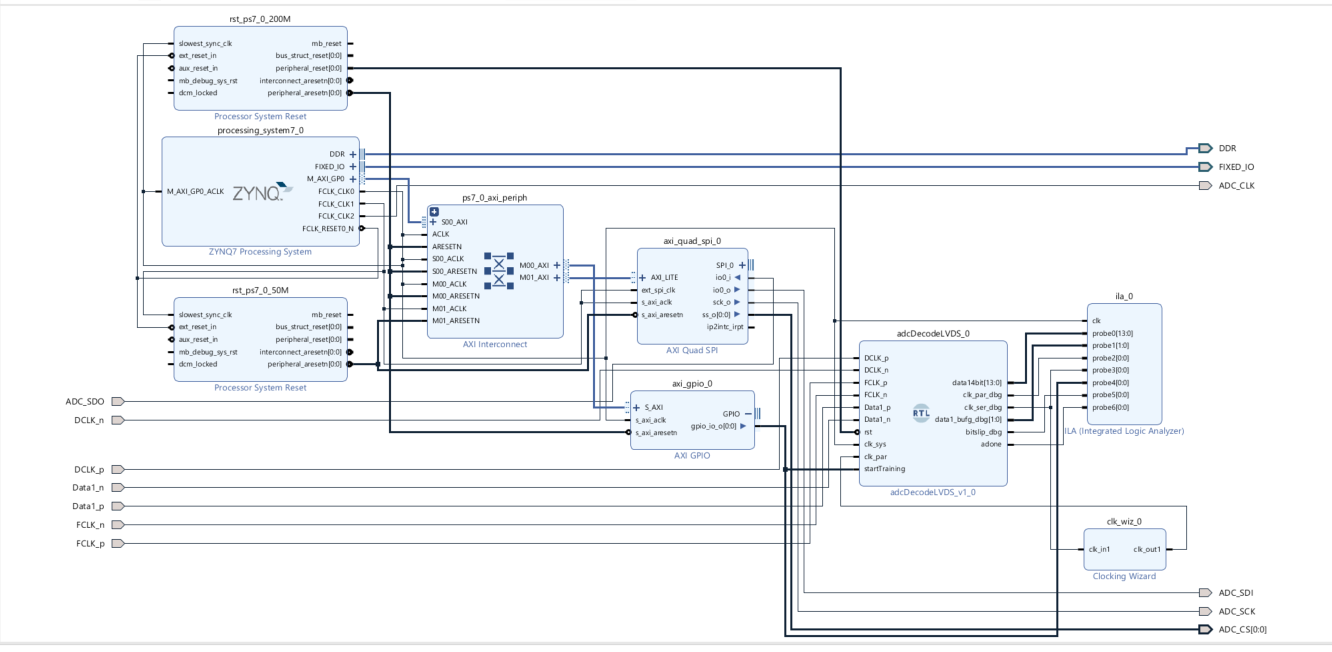 rst_ps7_0_200M
slowest_sync_clk mb_reset
ext_reset_in bus_struct_reset[0:0]
aux_reset_in peripheral_reset[0:0]
mb_debug_sys_rst interconnect_aresetn[0:0]
dcm_locked peripheral_aresetn[0:0]
Processor System Reset
processing_system7_0
DDR
FIXED_IO
M_AXI_GP0
M_AXI_GP0_ACLK ZYNQ FCLK_CLK0
FCLK_CLK1
FCLK_CLK2
FCLK_RESET0_N
ZYNQ7 Processing System
DDR
FIXED_IO
ADC_CLK
ps7_0_axi_periph
S00_AXI
ACLK
ARESETN
S00_ACLK
S00_ARESETN
M00_ACLK
M00_ARESETN
M01_ACLK
M01_ARESETN
M00_AXI
M01_AXI
AXI Interconnect
axi_quad_spi_0
SPI_0
AXI_LITE io0_i
ext_spi_clk io0_o
s_axi_aclk sck_o
s_axi_aresetn ss_o[0:0]
ip2intc_irpt
AXI Quad SPI
rst_ps7_0_50M
slowest_sync_clk mb_reset
ext_reset_in bus_struct_reset[0:0]
aux_reset_in peripheral_reset[0:0]
mb_debug_sys_rst interconnect_aresetn[0:0]
dcm_locked peripheral_aresetn[0:0]
Processor System Reset
ila_0
clk
probe0[13:0]
probe1[1:0]
probe2[0:0]
probe3[0:0]
probe4[0:0]
probe5[0:0]
probe6[0:0]
ILA (Integrated Logic Analyzer)
adcDecodeLVDS_0
DCLK_p
DCLK_n
FCLK_p
FCLK_n
Data1_p
Data1_n
rst
clk_sys
clk_par
startTraining
RTL
data14bit[13:0]
clk_par_dbg
clk_ser_dbg
data1_bufg_dbg[1:0]
bitslip_dbg
adone
adcDecodeLVDS_v1_0
axi_gpio_0
S_AXI
s_axi_aclk
s_axi_aresetn
GPIO
gpio_io_o[0:0]
AXI GPIO
ADC_SDO
DCLK_n
DCLK_p
Data1_n
Data1_p
FCLK_n
FCLK_p
clk_wiz_0
clk_in1 clk_out1
Clocking Wizard
ADC_SDI
ADC_SCK
ADC_CS[0:0]